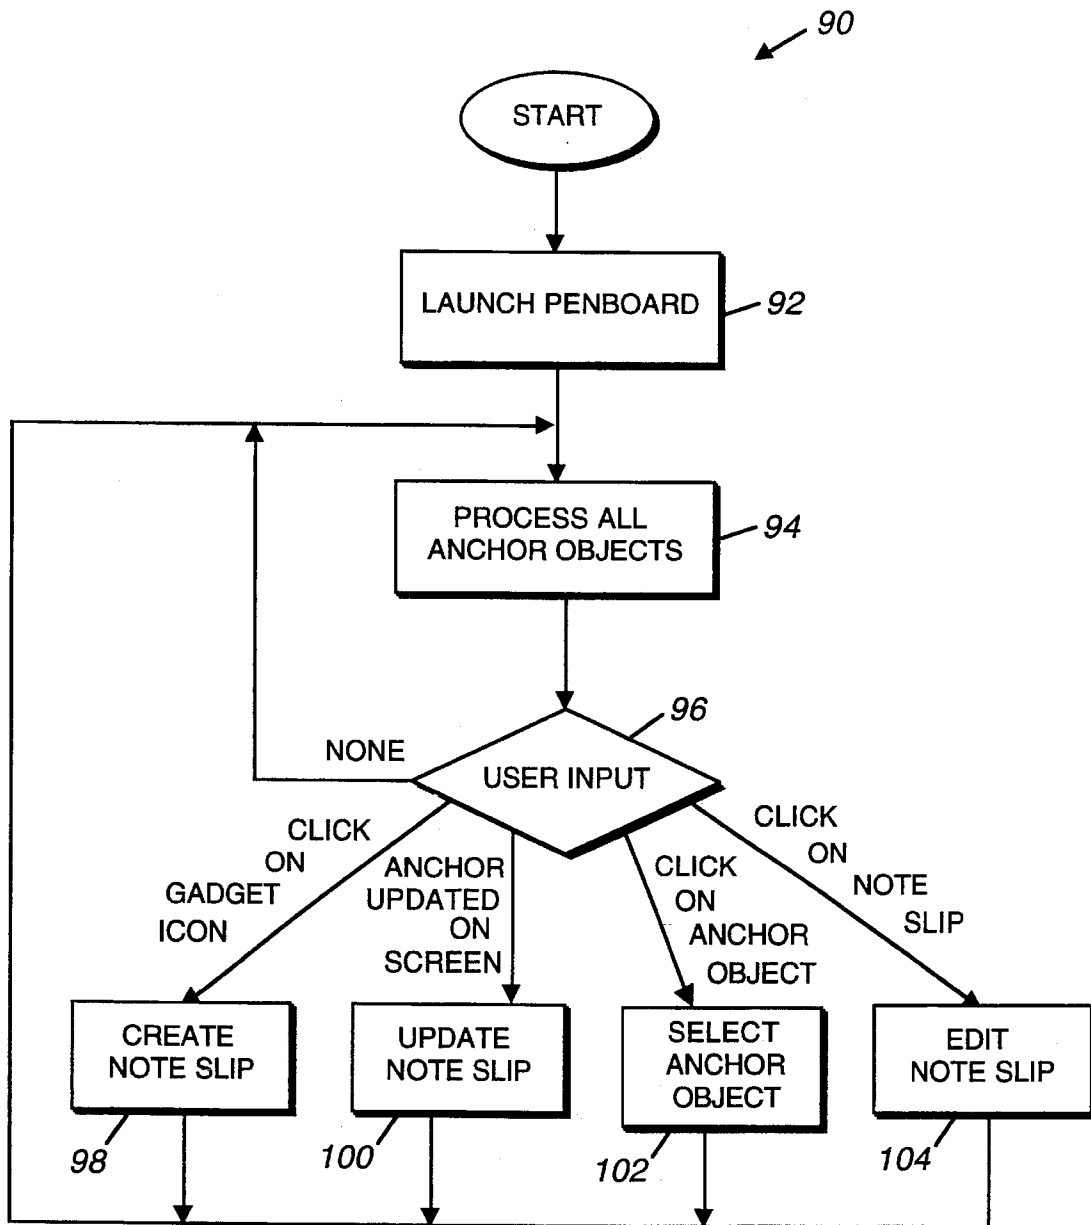 90
START
LAUNCH PENBOARD
92
PROCESS ALL
ANCHOR OBJECTS
94
96
USER INPUT
NONE
CLICK
ON
GADGET
ICON
ANCHOR
UPDATED
ON
SCREEN
CLICK
ON
ANCHOR
OBJECT
CLICK
ON
NOTE
SLIP
CREATE
NOTE SLIP
98
UPDATE
NOTE SLIP
100
SELECT
ANCHOR
OBJECT
102
EDIT
NOTE SLIP
104